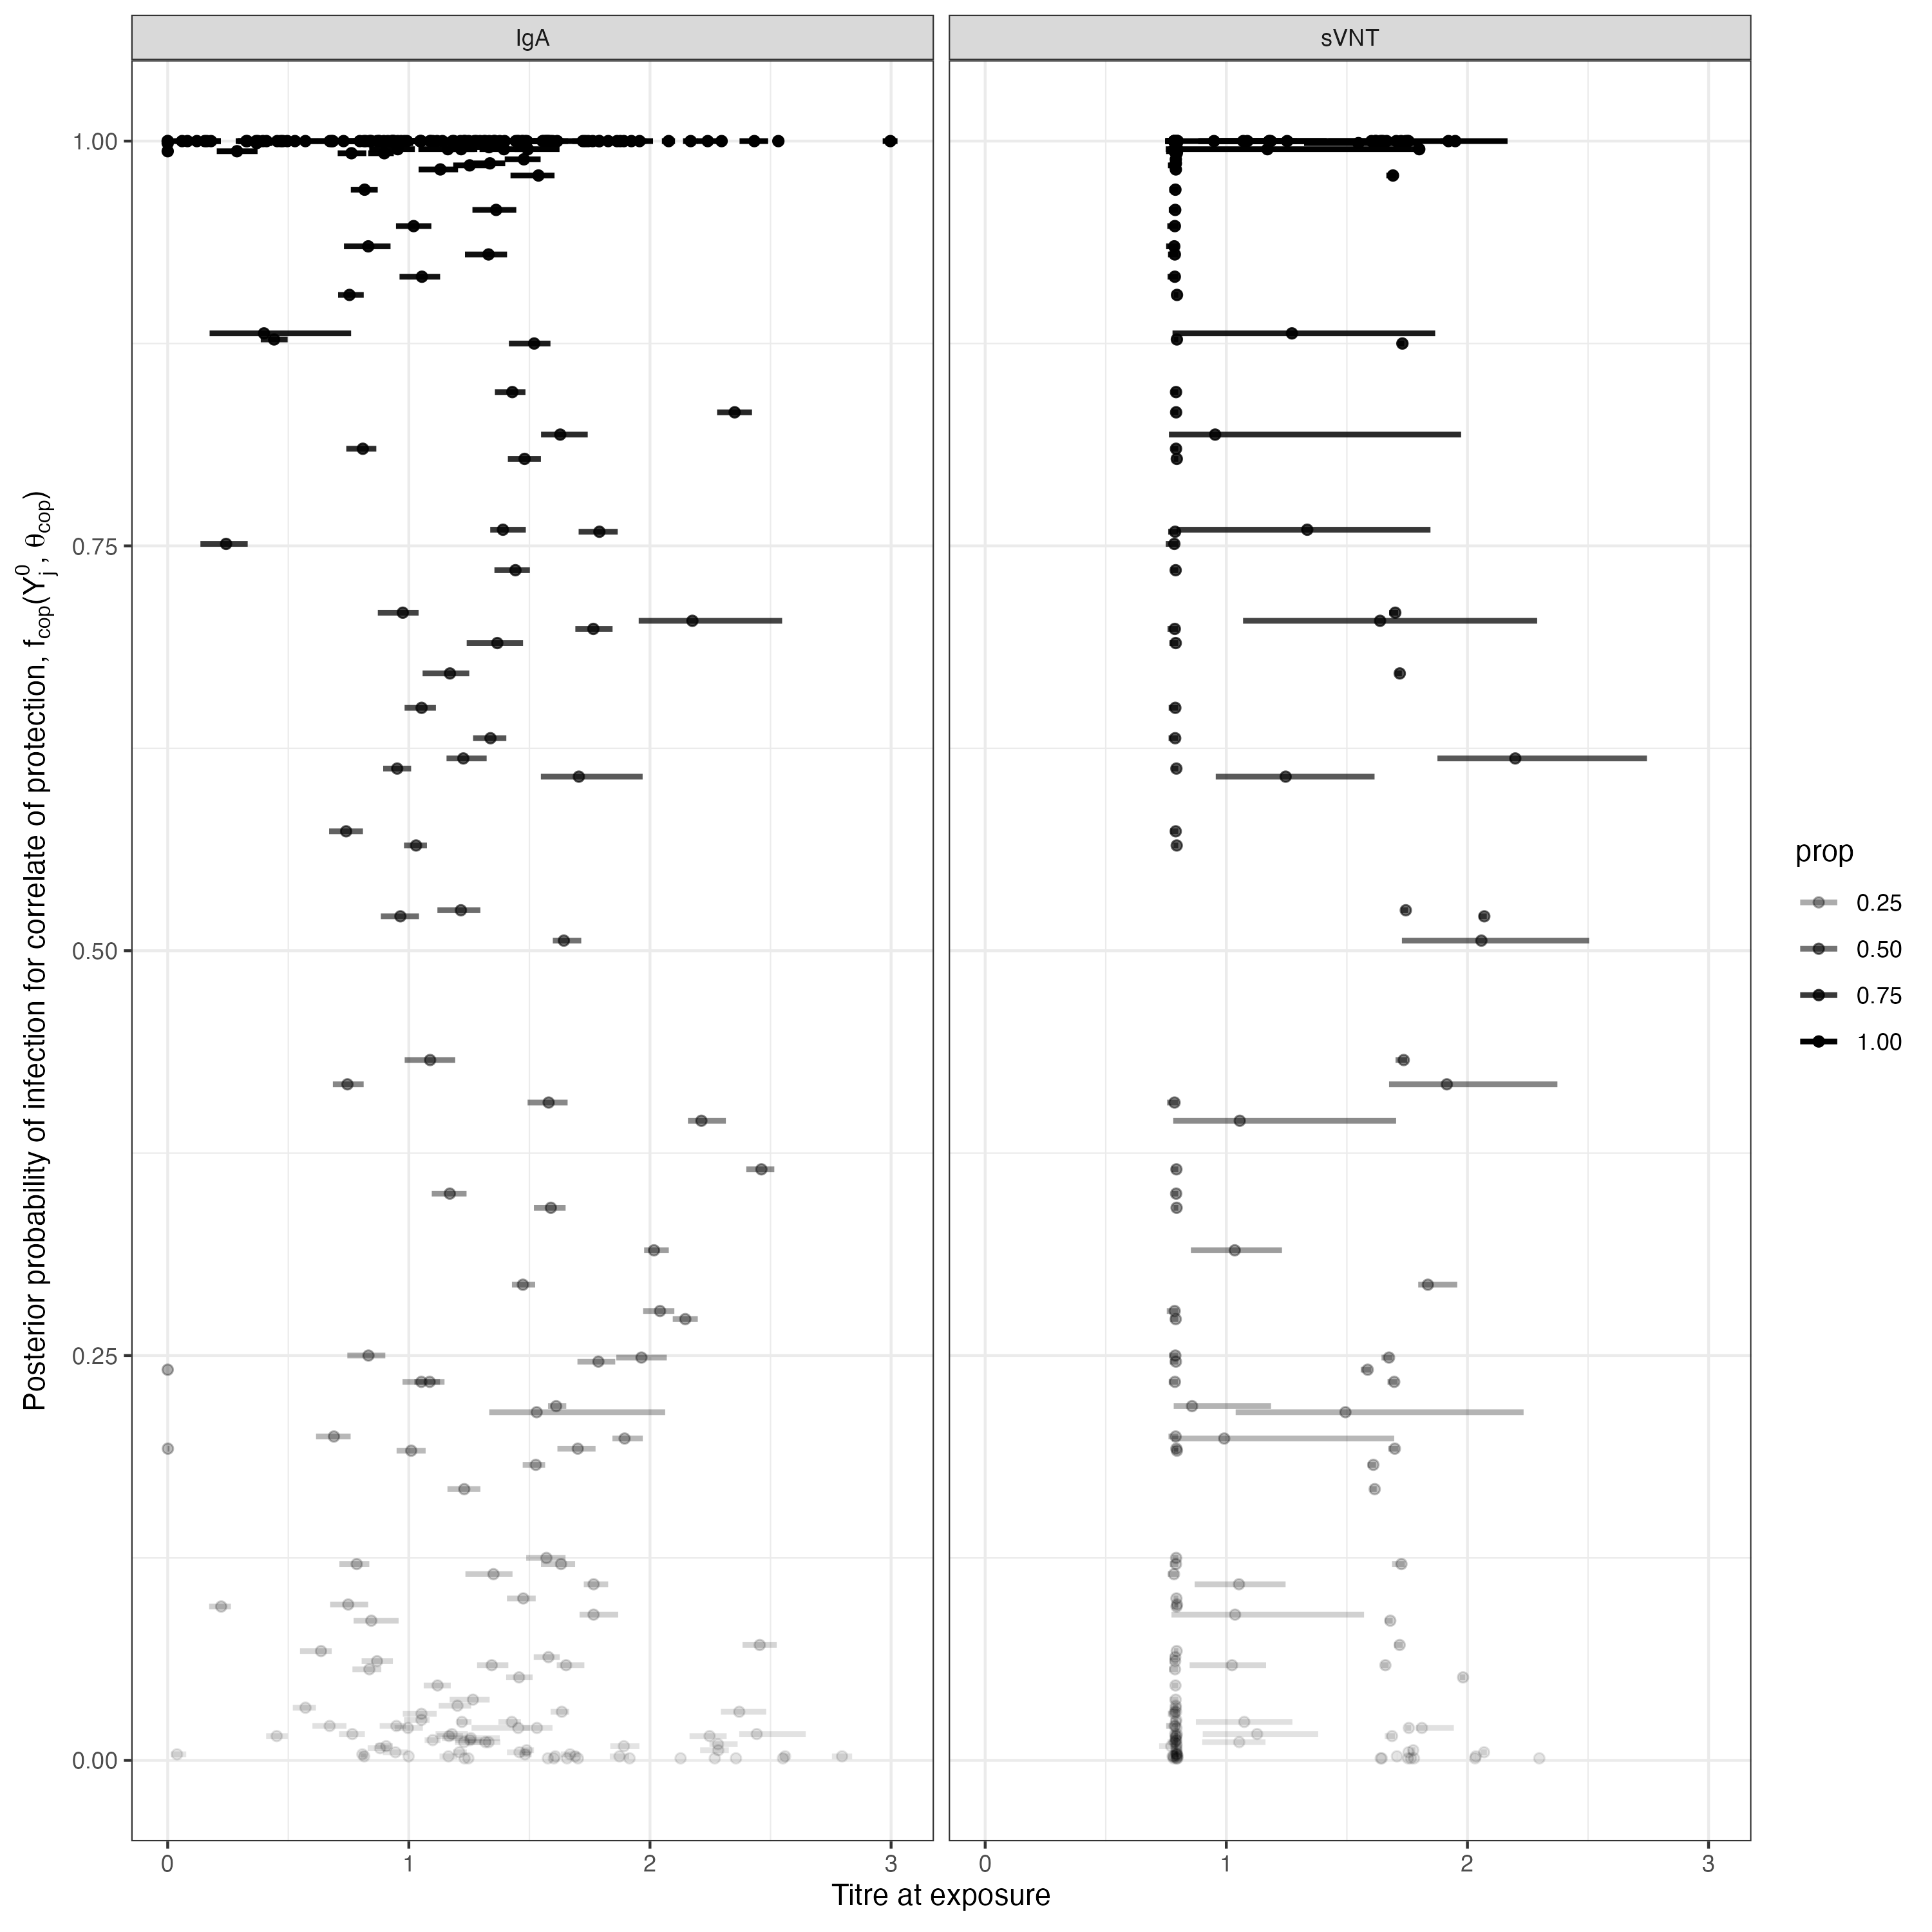 IgA
sVNT
Posterior probability of infection for correlate of protection, f_cop(Y_j^0, θ_cop)
1.00
0.75
0.50
0.25
0.00
0 1 2 3
0 1 2 3
Titre at exposure
prop
0.25
0.50
0.75
1.00